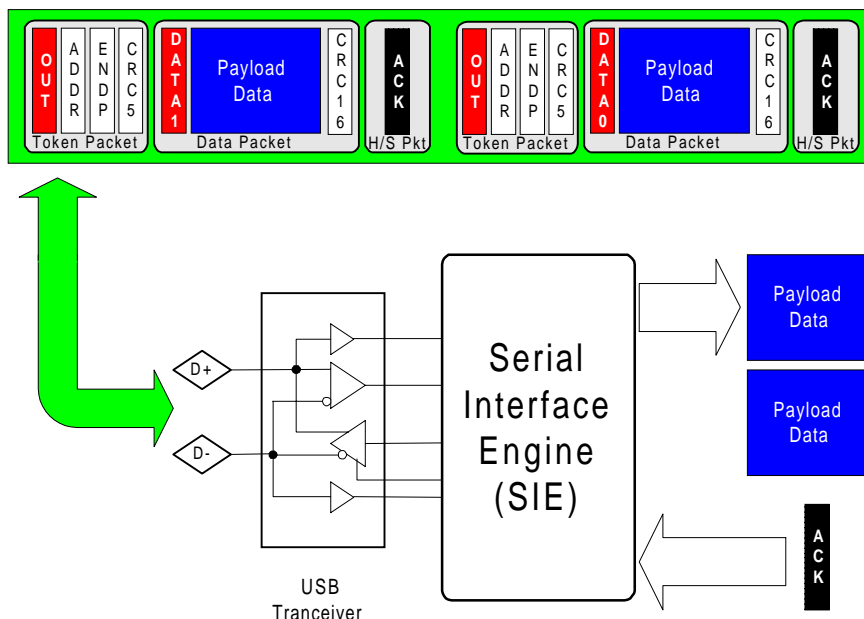 OUT
ADDR
ENDP
CRC5
Token Packet
DATA1
Payload
Data
CRC16
Data Packet
ACK
H/S Pkt
OUT
ADDR
ENDP
CRC5
Token Packet
DATA0
Payload
Data
CRC16
Data Packet
ACK
H/S Pkt
D+
D-
USB
Tranceiver
Serial
Interface
Engine
(SIE)
Payload
Data
Payload
Data
ACK